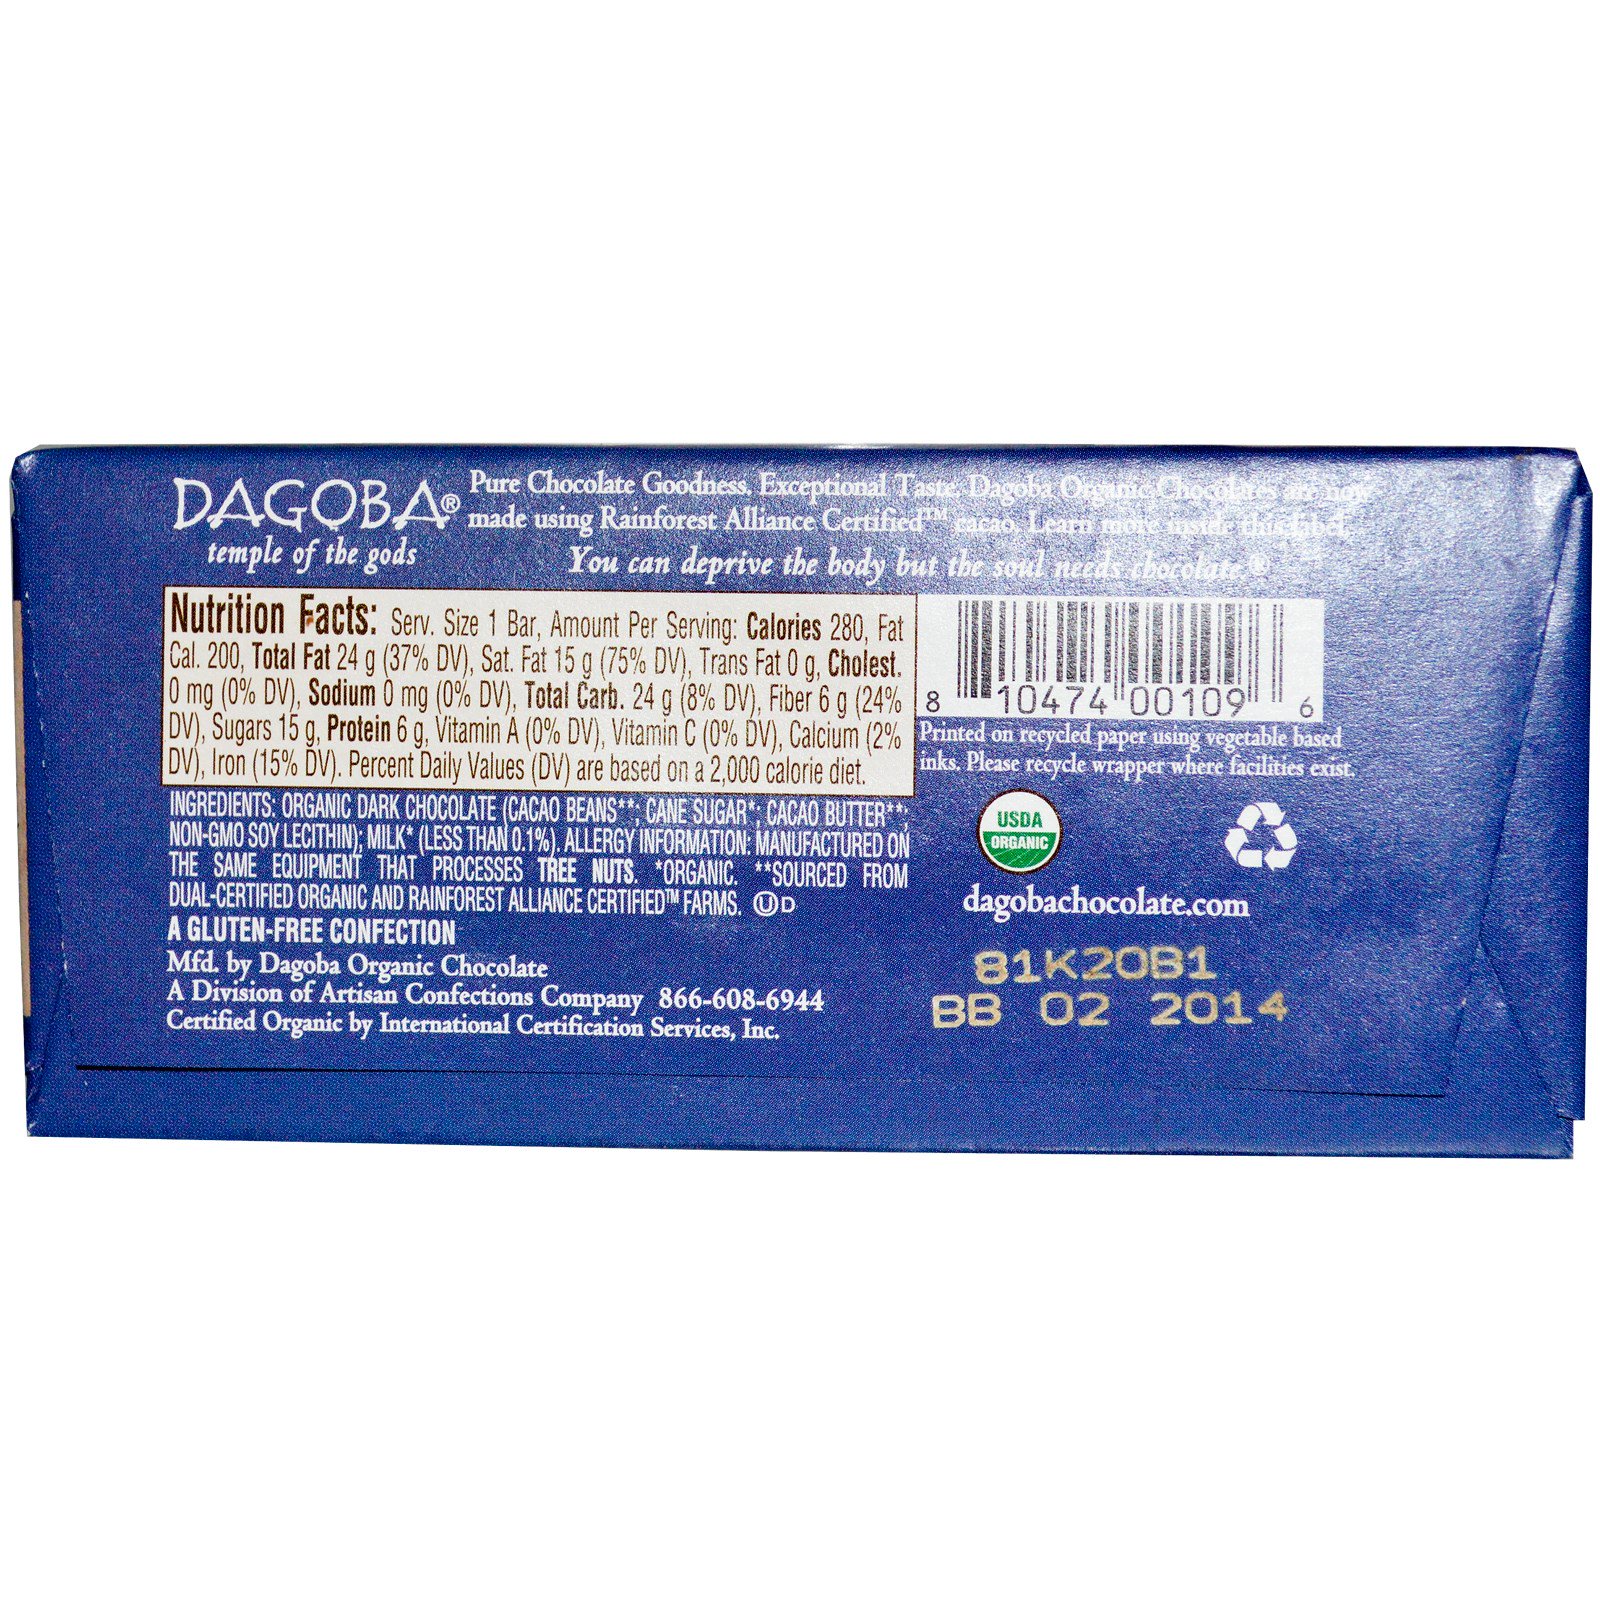 DAGOBA®
temple of the gods
Pure Chocolate Goodness. Exceptional Taste. Dagoba Organic Chocolates are now
made using Rainforest Alliance Certified™ cacao. Learn more inside this label.
You can deprive the body but the soul needs chocolate®
Nutrition Facts: Serv. Size 1 Bar, Amount Per Serving: Calories 280, Fat
Cal. 200, Total Fat 24 g (37% DV), Sat. Fat 15 g (75% DV), Trans Fat 0 g, Cholest.
0 mg (0% DV), Sodium 0 mg (0% DV), Total Carb. 24 g (8% DV), Fiber 6 g (24%
DV), Sugars 15 g, Protein 6 g, Vitamin A (0% DV), Vitamin C (0% DV), Calcium (2%
DV), Iron (15% DV). Percent Daily Values (DV) are based on a 2,000 calorie diet.
8 10474 00109 6
Printed on recycled paper using vegetable based
inks. Please recycle wrapper where facilities exist.
INGREDIENTS: ORGANIC DARK CHOCOLATE (CACAO BEANS**; CANE SUGAR*; CACAO BUTTER**;
NON-GMO SOY LECITHIN); MILK* (LESS THAN 0.1%). ALLERGY INFORMATION: MANUFACTURED ON
THE SAME EQUIPMENT THAT PROCESSES TREE NUTS. *ORGANIC. **SOURCED FROM
DUAL-CERTIFIED ORGANIC AND RAINFOREST ALLIANCE CERTIFIED™ FARMS. Ⓤ D
A GLUTEN-FREE CONFECTION
Mfd. by Dagoba Organic Chocolate
A Division of Artisan Confections Company 866-608-6944
Certified Organic by International Certification Services, Inc.
USDA
ORGANIC
dagobachocolate.com
81K20B1
BB 02 2014